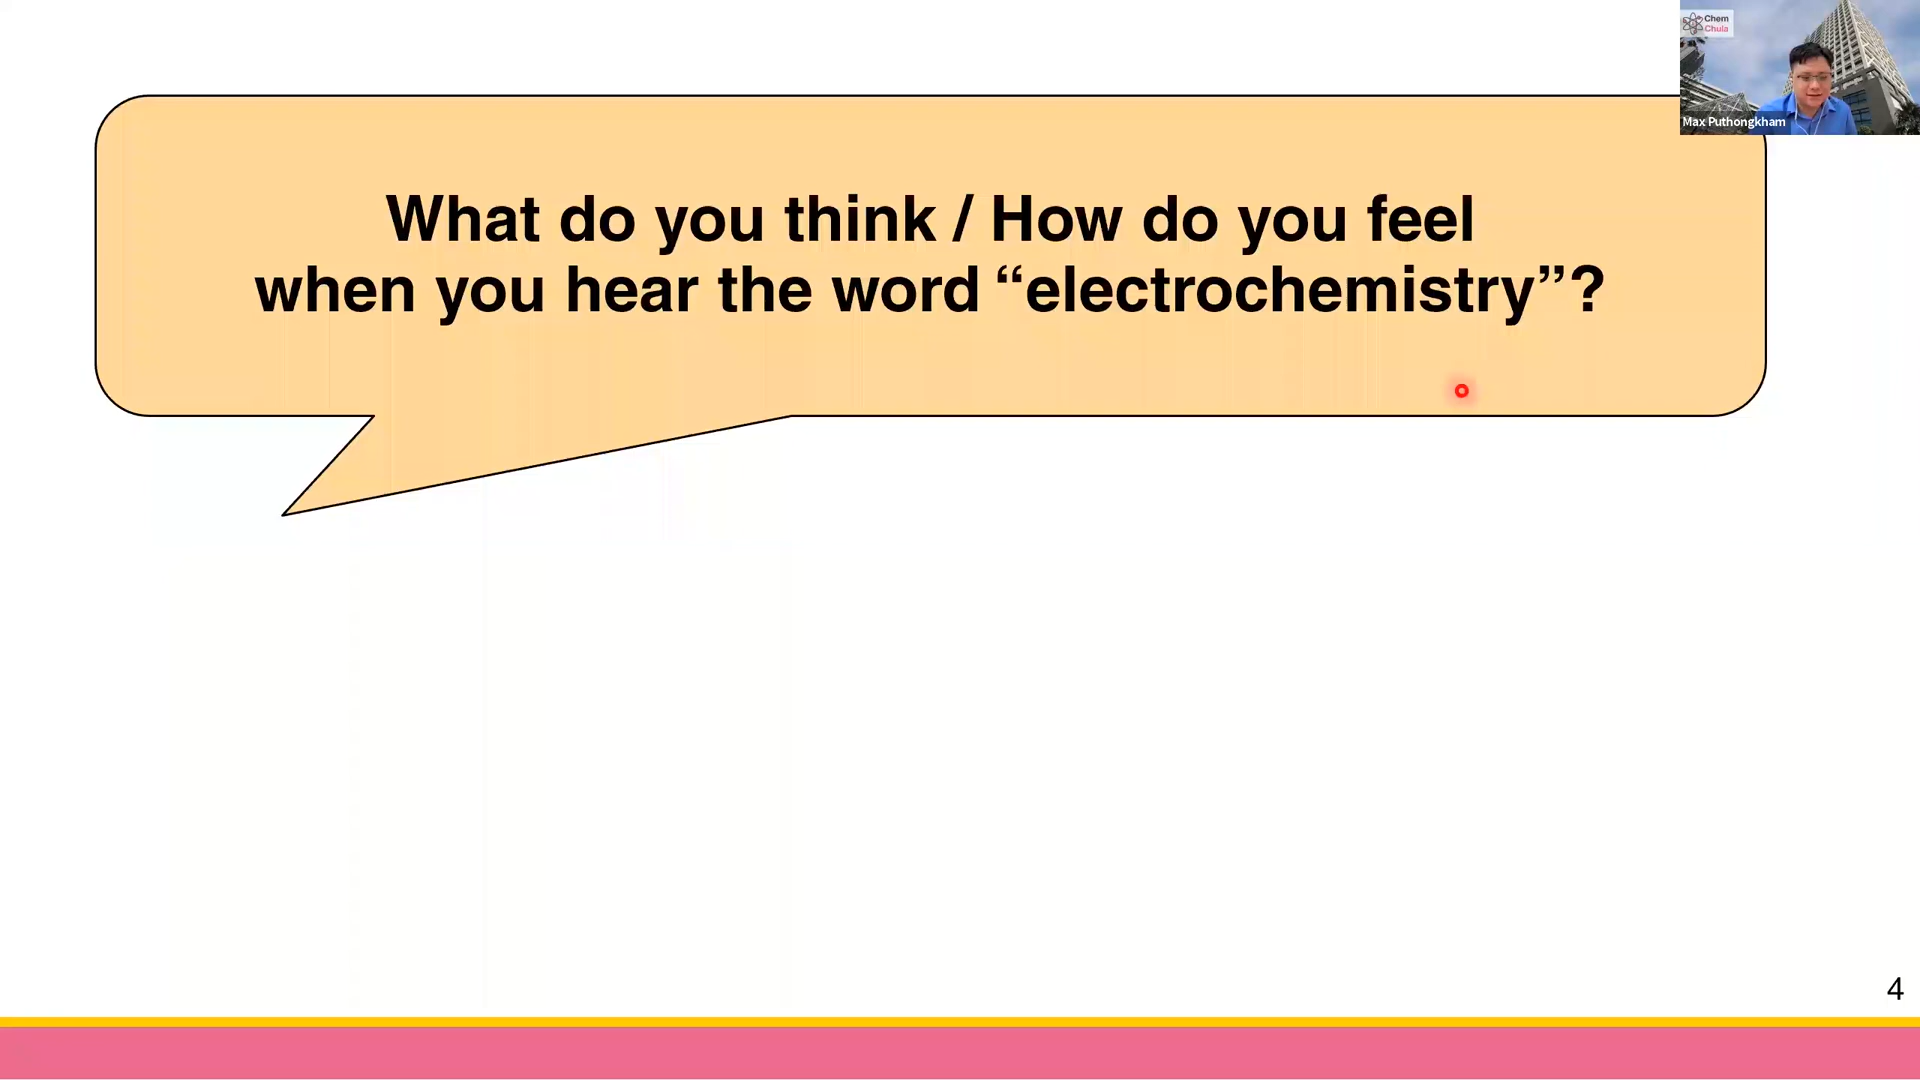 Chem
Chula
Max Puthongkham
What do you think / How do you feel
when you hear the word “electrochemistry”?
4